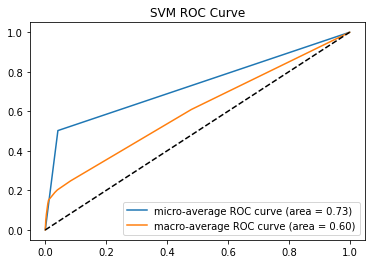 SVM ROC Curve
1.0
0.8
0.6
0.4
0.2
0.0
micro-average ROC curve (area = 0.73)
macro-average ROC curve (area = 0.60)
0.0 0.2 0.4 0.6 0.8 1.0